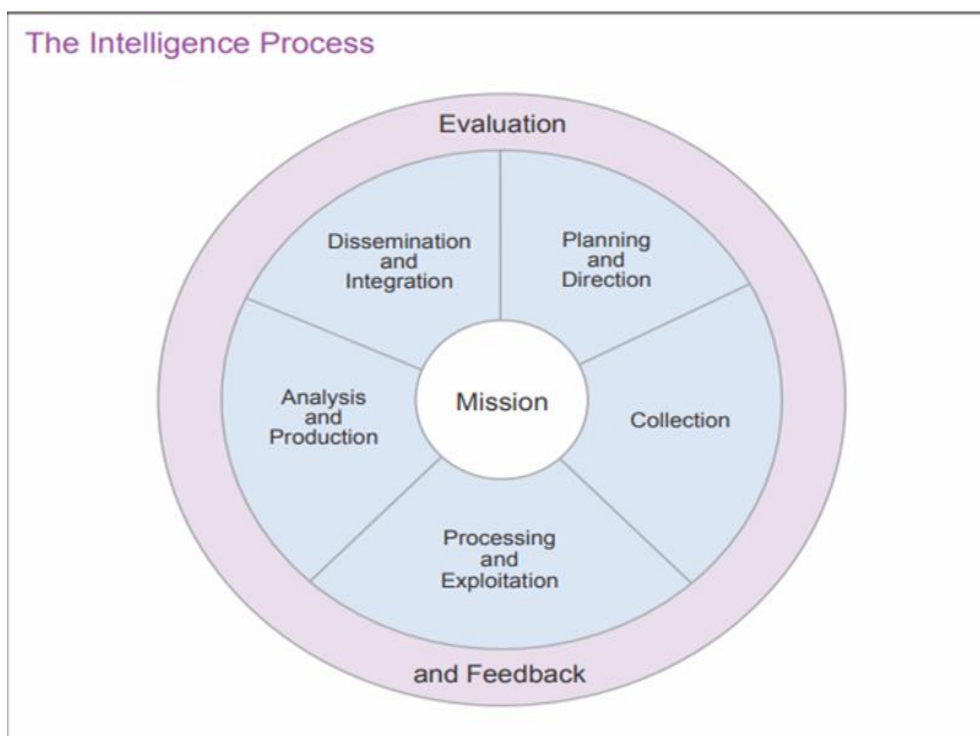 The Intelligence Process
Evaluation
Dissemination
and
Integration
Planning
and
Direction
Analysis
and
Production
Mission
Collection
Processing
and
Exploitation
and Feedback